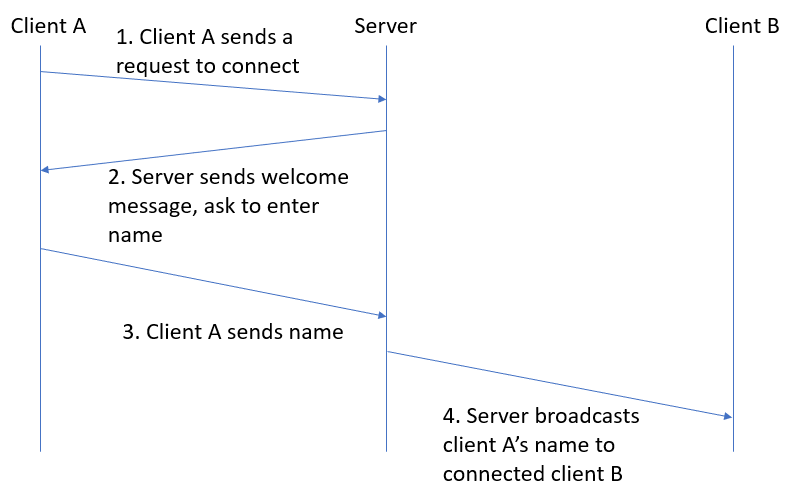 Client A
Server
Client B
1. Client A sends a
request to connect
2. Server sends welcome
message, ask to enter
name
3. Client A sends name
4. Server broadcasts
client A’s name to
connected client B